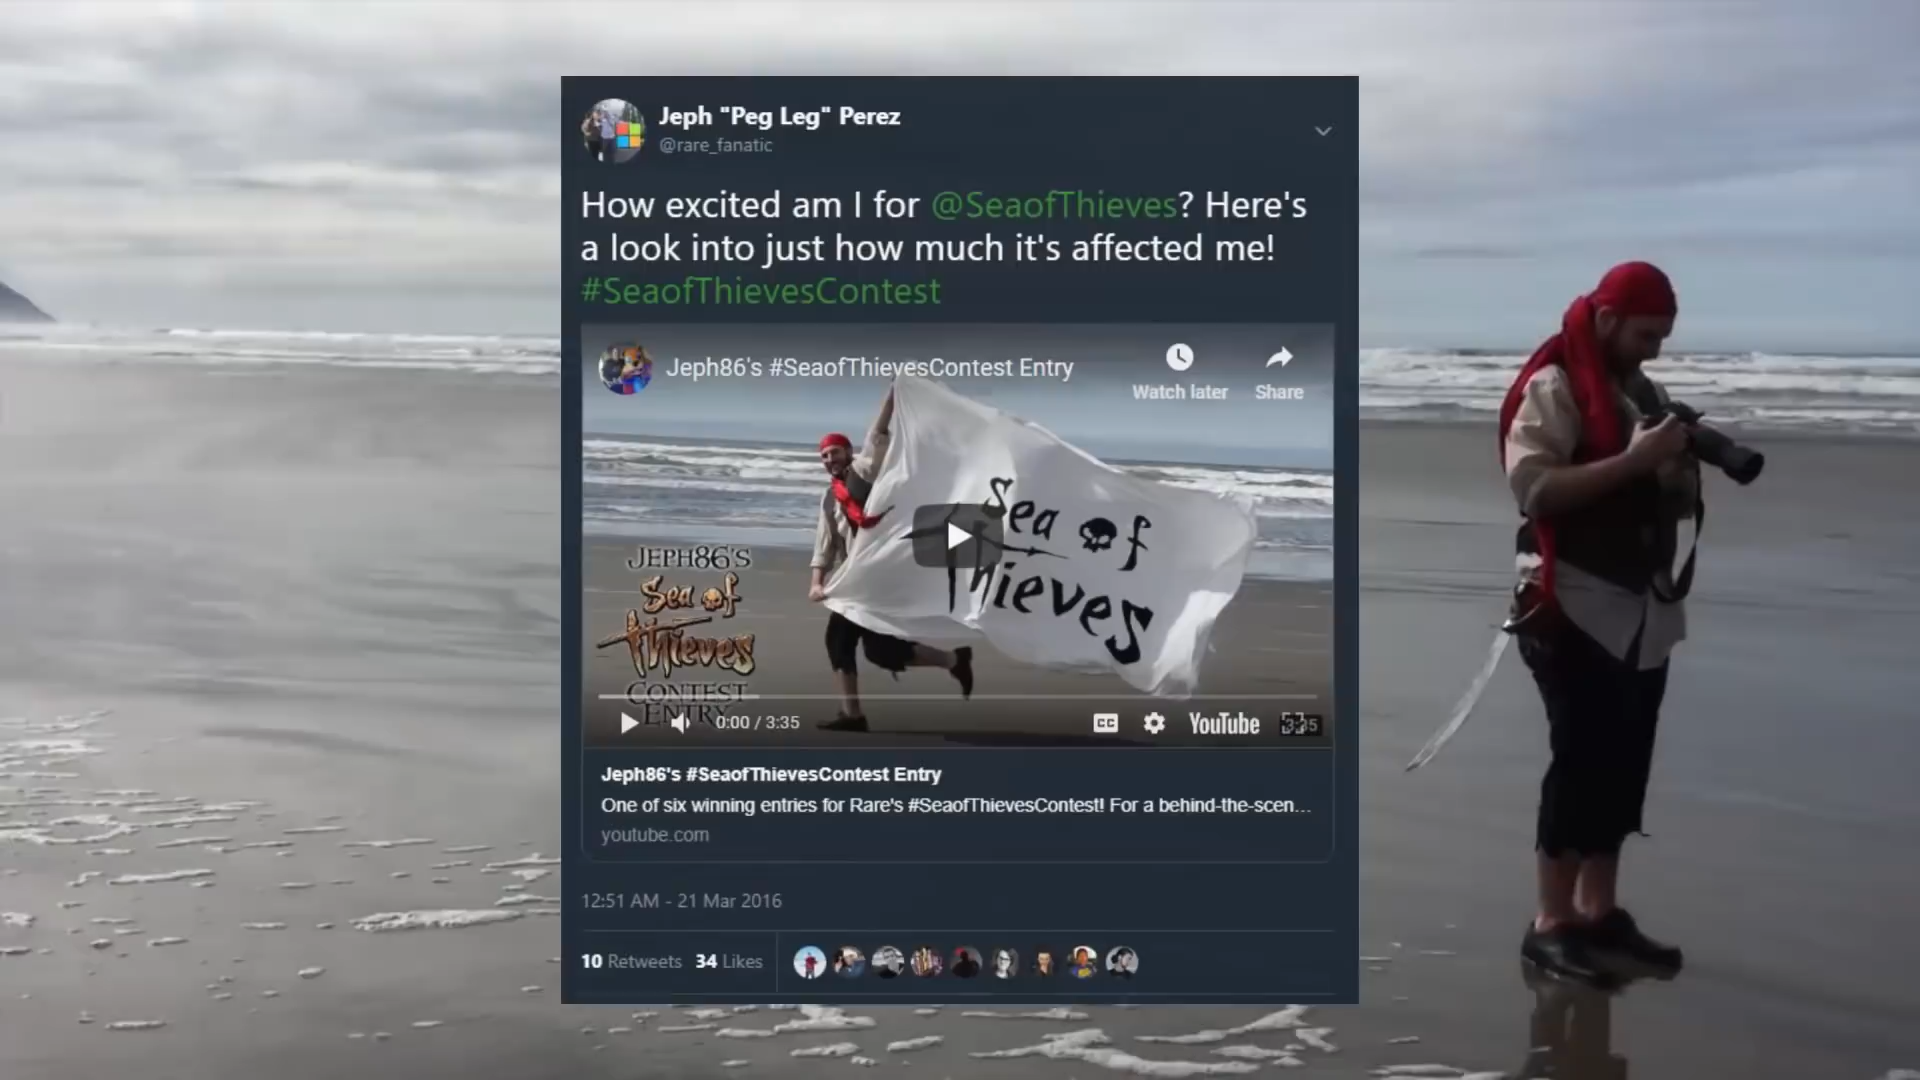 Jeph "Peg Leg" Perez
@rare_fanatic
How excited am I for @SeaofThieves? Here's
a look into just how much it's affected me!
#SeaofThievesContest
Jeph86's #SeaofThievesContest Entry
Watch later
Share
Sea of
Thieves
JEPH86'S
Sea of
Thieves
CONTEST
ENTRY
0:00 / 3:35
CC
YouTube
3:35
Jeph86's #SeaofThievesContest Entry
One of six winning entries for Rare's #SeaofThievesContest! For a behind-the-scen...
youtube.com
12:51 AM - 21 Mar 2016
10 Retweets 34 Likes